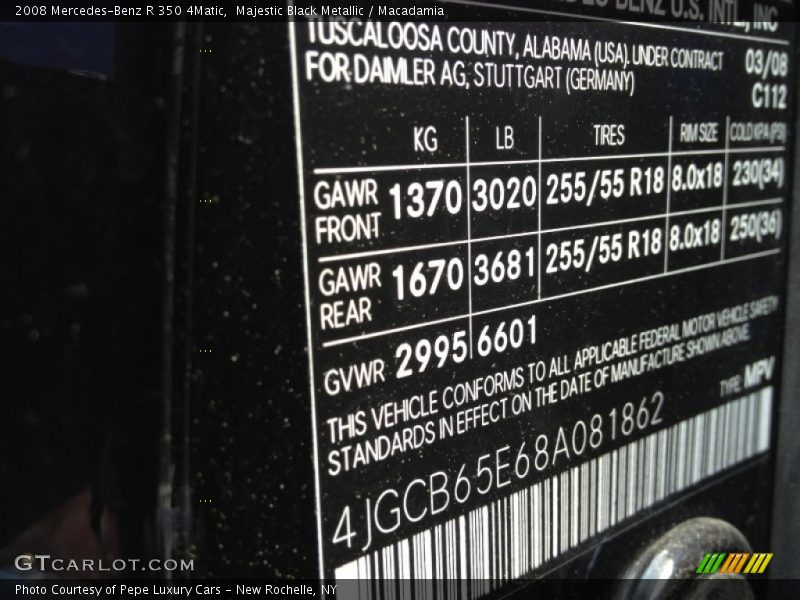 2008 Mercedes-Benz R 350 4Matic,  Majestic Black Metallic / Macadamia
BENZ U.S. INT'L, INC
TUSCALOOSA COUNTY, ALABAMA (USA). UNDER CONTRACT 03/08
FOR DAIMLER AG, STUTTGART (GERMANY) C112
KG LB TIRES RIM SIZE COLD KPA (PSI)
GAWR FRONT 1370 3020 255/55 R18 8.0x18 230(34)
GAWR REAR 1670 3681 255/55 R18 8.0x18 250(36)
GVWR 2995 6601
THIS VEHICLE CONFORMS TO ALL APPLICABLE FEDERAL MOTOR VEHICLE SAFETY
STANDARDS IN EFFECT ON THE DATE OF MANUFACTURE SHOWN ABOVE.
TYPE: MPV
4JGCB65E68A081862
GTCARLOT.COM
Photo Courtesy of Pepe Luxury Cars - New Rochelle, NY